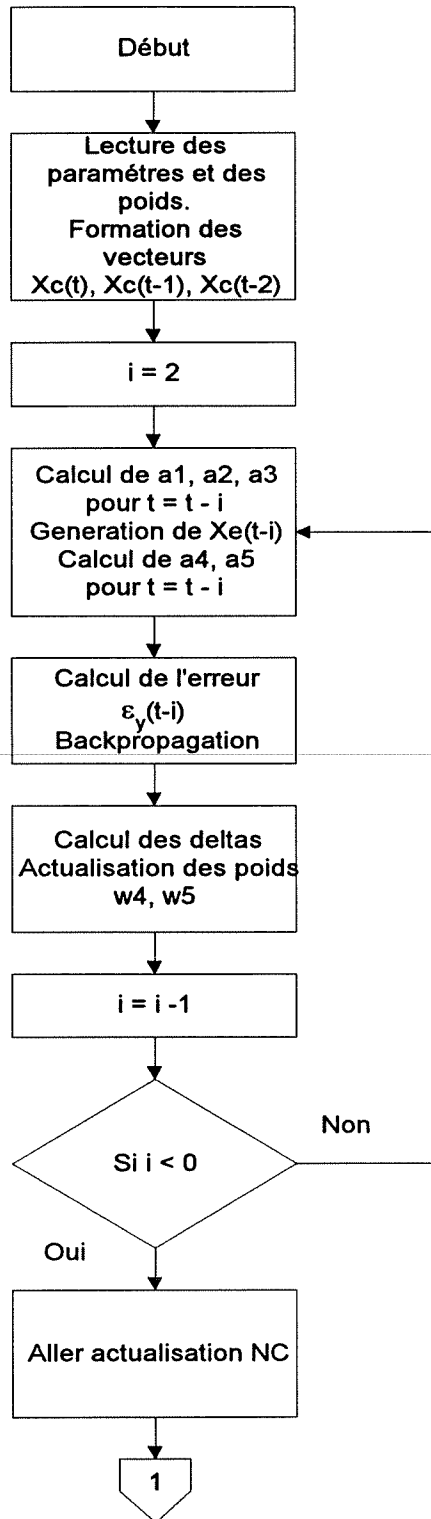 Début
Lecture des
paramétres et des
poids.
Formation des
vecteurs
Xc(t), Xc(t-1), Xc(t-2)
i = 2
Calcul de a1, a2, a3
pour t = t - i
Generation de Xe(t-i)
Calcul de a4, a5
pour t = t - i
Calcul de l'erreur
εy(t-i)
Backpropagation
Calcul des deltas
Actualisation des poids
w4, w5
i = i -1
Non
Si i < 0
Oui
Aller actualisation NC
1